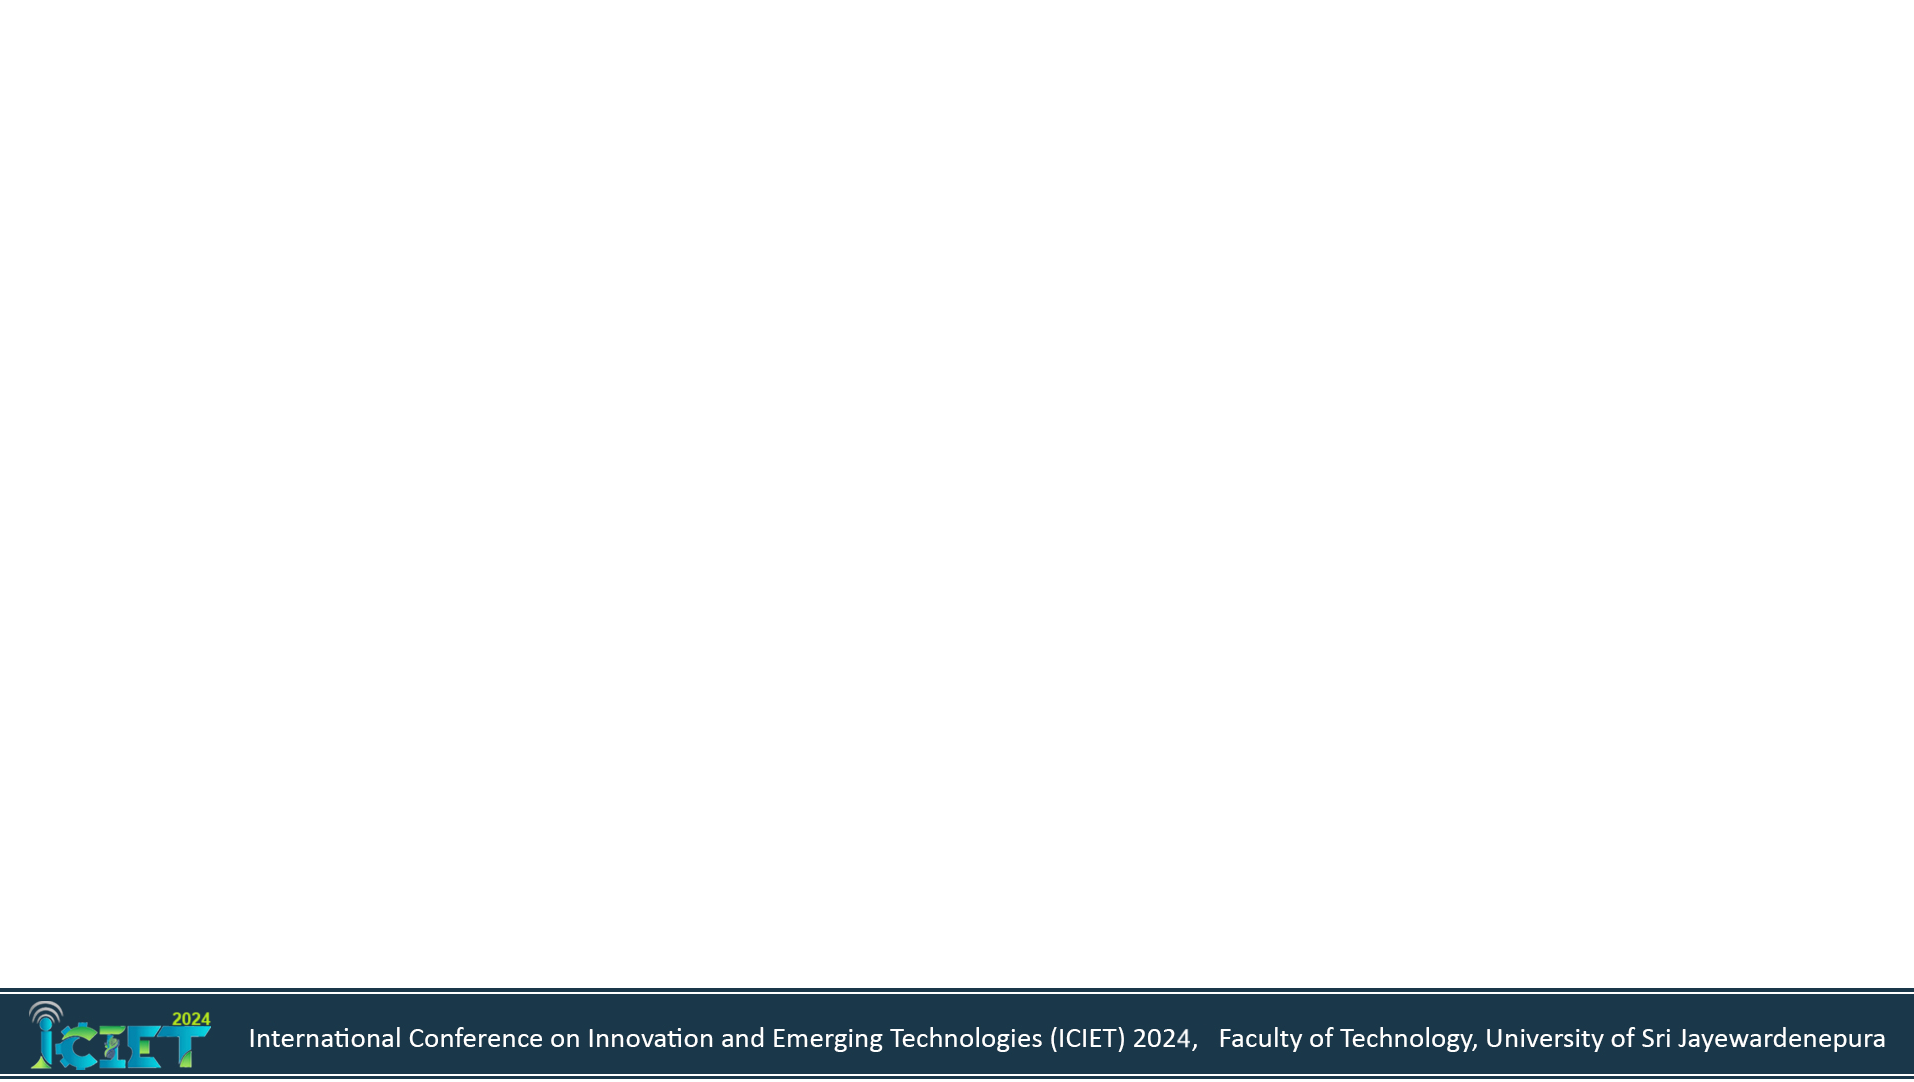 2024
iCIET
International Conference on Innovation and Emerging Technologies (ICIET) 2024,   Faculty of Technology, University of Sri Jayewardenepura